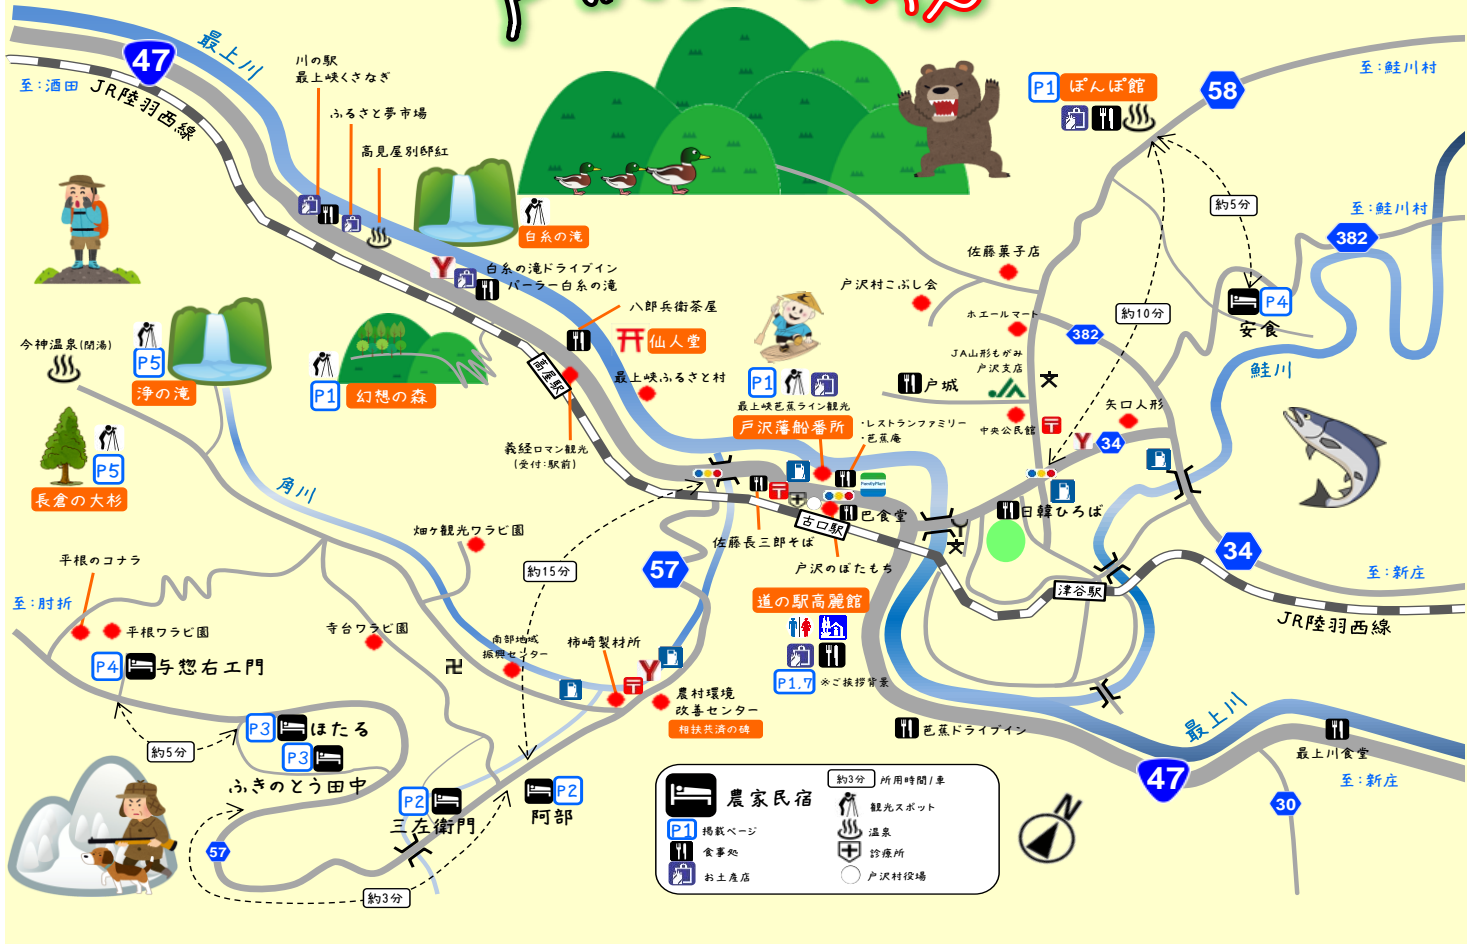 47
最上川
至:酒田
JR陸羽西線
川の駅
最上峡くさなぎ
ふるさと夢市場
高見屋別邸紅
白糸の滝
白糸の滝ドライブイン
パーラー白糸の滝
P1 ぽんぽ館
58
至:鮭川村
約5分
至:鮭川村
382
佐藤菓子店
戸沢村こぶし会
ホエールマート
約10分
382
P4
安食
鮭川
JA山形もがみ
戸沢支店
戸城
中央公民館
矢口人形
34
八郎兵衛茶屋
仙人堂
最上峡ふるさと村
高屋駅
義経ロマン観光
(受付:駅前)
P1
最上峡芭蕉ライン観光
戸沢藩船番所
・レストランファミリー
・芭蕉庵
FamilyMart
今神温泉(閉湯)
P5
浄の滝
P1
幻想の森
P5
長倉の大杉
角川
畑ヶ観光ワラビ園
約15分
57
佐藤長三郎そば
古口駅
巴食堂
戸沢のぼたもち
日韓ひろば
津谷駅
34
至:新庄
JR陸羽西線
道の駅高麗館
P1.7 ※ご挨拶背景
平根のコナラ
至:肘折
平根ワラビ園
P4
与惣右エ門
寺台ワラビ園
南部地域
振興センター
柿崎製材所
農村環境
改善センター
相扶共済の碑
約5分
P3
ほたる
P3
ふきのとう田中
P2
三左衛門
P2
阿部
57
約3分
芭蕉ドライブイン
最上川
47
最上川食堂
至:新庄
30
農家民宿
P1 掲載ページ
食事処
お土産店
約3分 所用時間/車
観光スポット
温泉
診療所
戸沢村役場
N